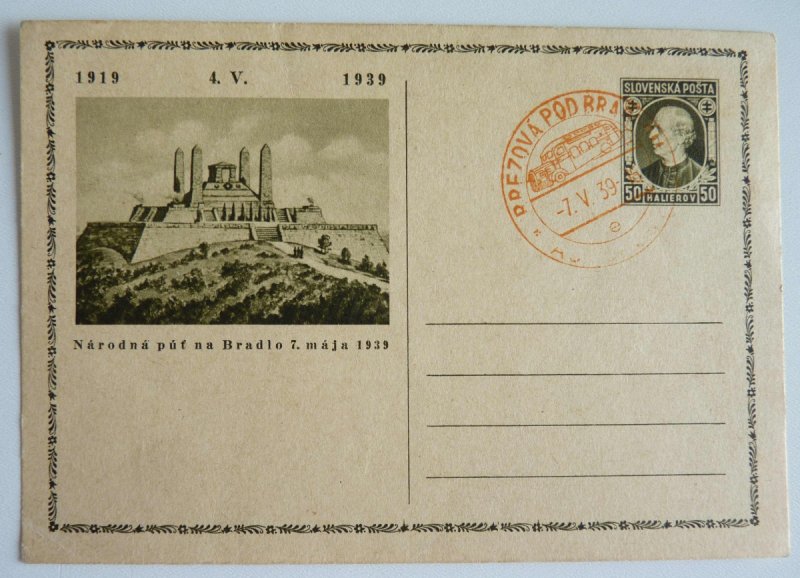 1919 4. V. 1939
Národná púť na Bradlo 7. mája 1939
SLOVENSKÁ POŠTA
50 HALIEROV 50
BREZOVÁ POD BRA
-7. V. 39-
e